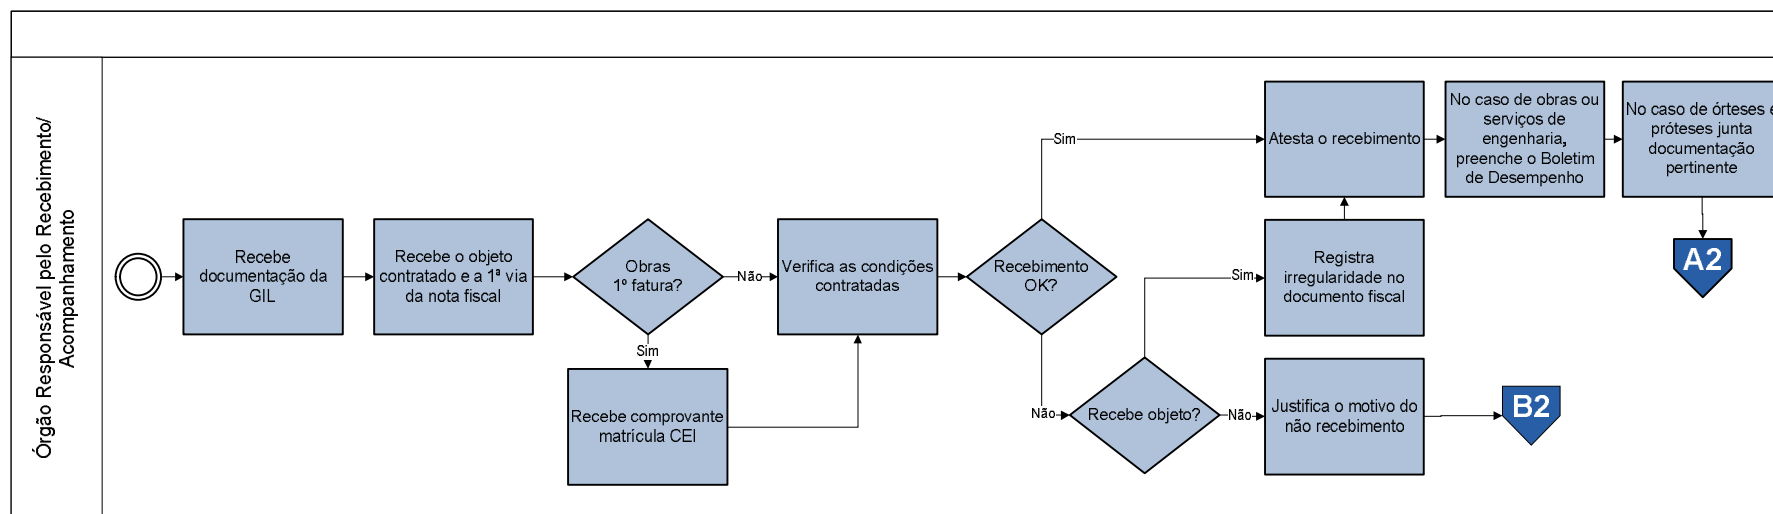 Órgão Responsável pelo Recebimento/
Acompanhamento
Recebe
documentação da
GIL
Recebe o objeto
contratado e a 1ª via
da nota fiscal
Obras
1º fatura?
Não
Sim
Recebe comprovante
matrícula CEI
Verifica as condições
contratadas
Recebimento
OK?
Sim
Não
Recebe objeto?
Sim
Não
Atesta o recebimento
Registra
irregularidade no
documento fiscal
Justifica o motivo do
não recebimento
No caso de obras ou
serviços de
engenharia,
preenche o Boletim
de Desempenho
No caso de órteses e
próteses junta
documentação
pertinente
A2
B2